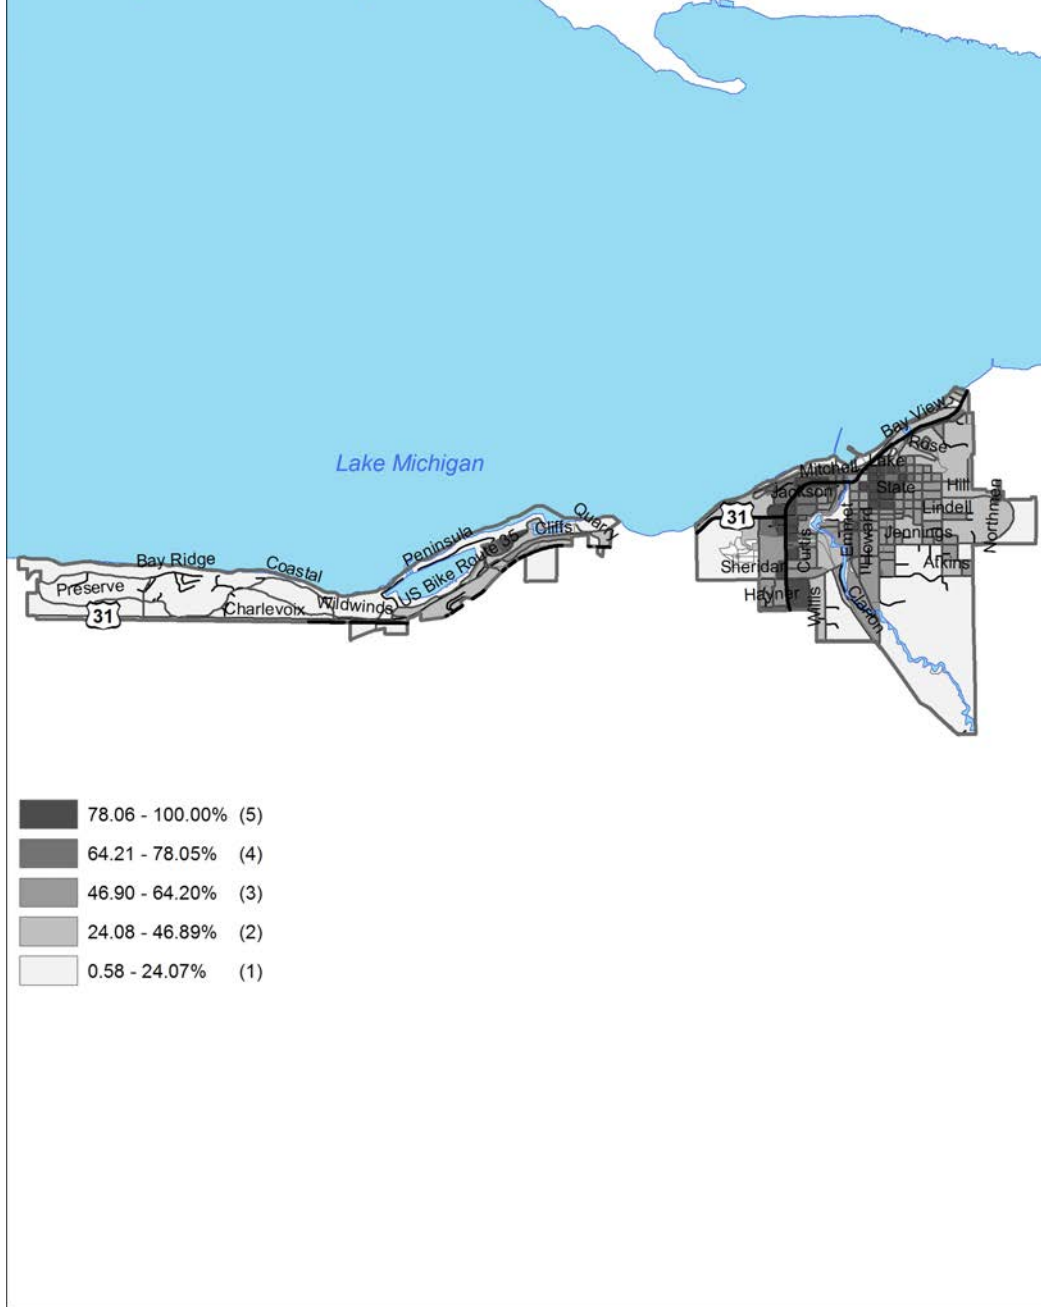 Bay View
Rose
Lake Michigan
Mitchell
Lake
Jackson
State
Hill
Lindell
Northmen
31
Quarry
Cliffs
Peninsula
US Bike Route 35
Emmet
Howard
Jennings
Curtis
Bay Ridge
Coastal
Sheridan
Atkins
Preserve
Hayner
Willis
Clarion
Wildwinds
Charlevoix
31
78.06 - 100.00% (5)
64.21 - 78.05% (4)
46.90 - 64.20% (3)
24.08 - 46.89% (2)
0.58 - 24.07% (1)